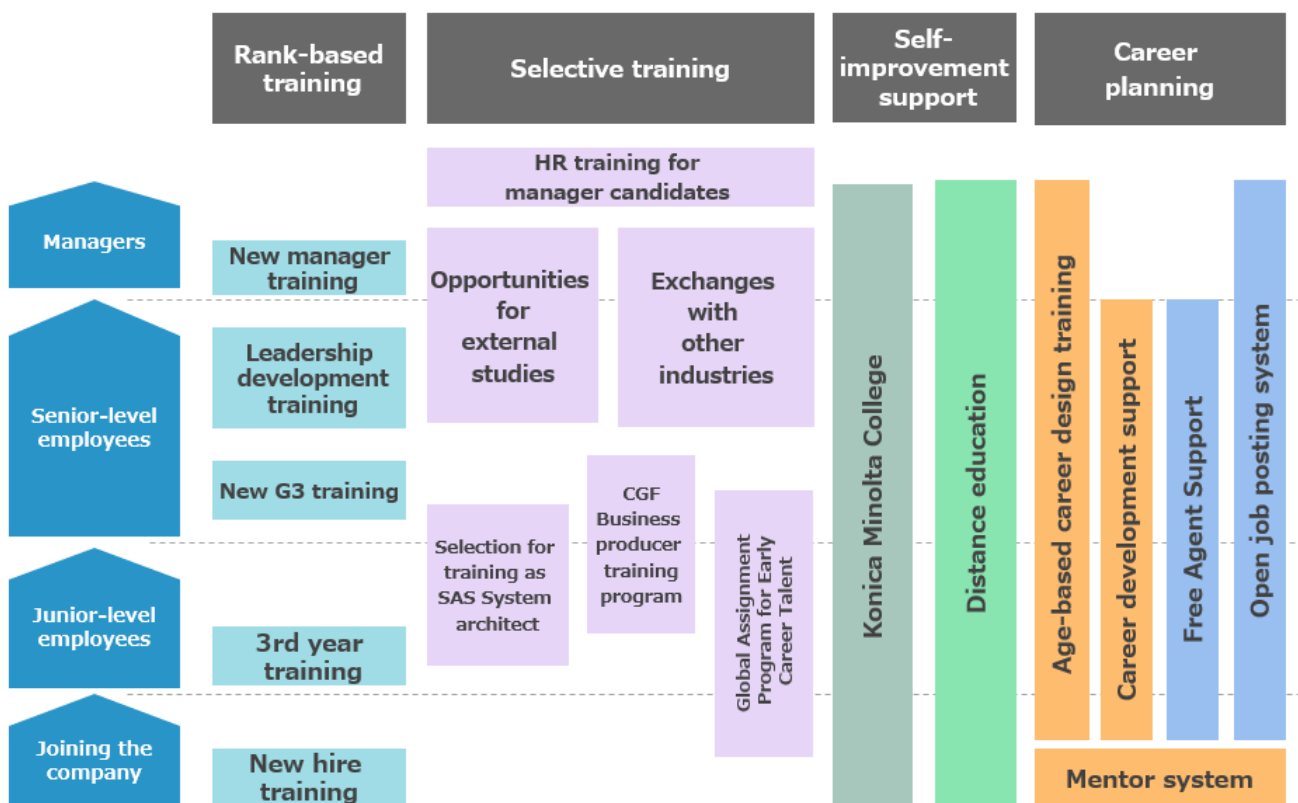 Rank-based
training
Selective training
Self-
improvement
support
Career
planning
Managers
Senior-level
employees
Junior-level
employees
Joining the
company
New manager
training
Leadership
development
training
New G3 training
3rd year
training
New hire
training
HR training for
manager candidates
Opportunities
for
external
studies
Exchanges
with
other
industries
Selection for
training as
SAS System
architect
CGF
Business
producer
training
program
Global Assignment
Program for Early
Career Talent
Konica Minolta College
Distance education
Age-based career design training
Career development support
Free Agent Support
Open job posting system
Mentor system